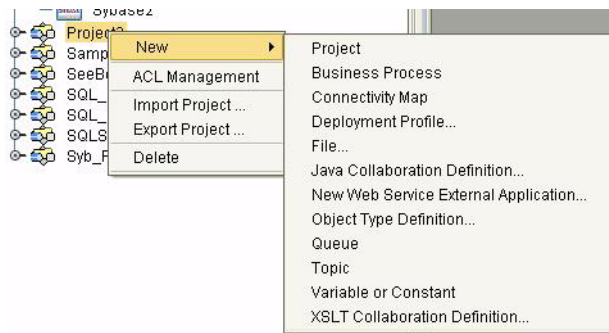 Sybase2
Project2
Samp
SeeB
SQL_
SQL_
SQLS
Syb_F
New
ACL Management
Import Project ...
Export Project ...
Delete
Project
Business Process
Connectivity Map
Deployment Profile...
File...
Java Collaboration Definition...
New Web Service External Application...
Object Type Definition...
Queue
Topic
Variable or Constant
XSLT Collaboration Definition...